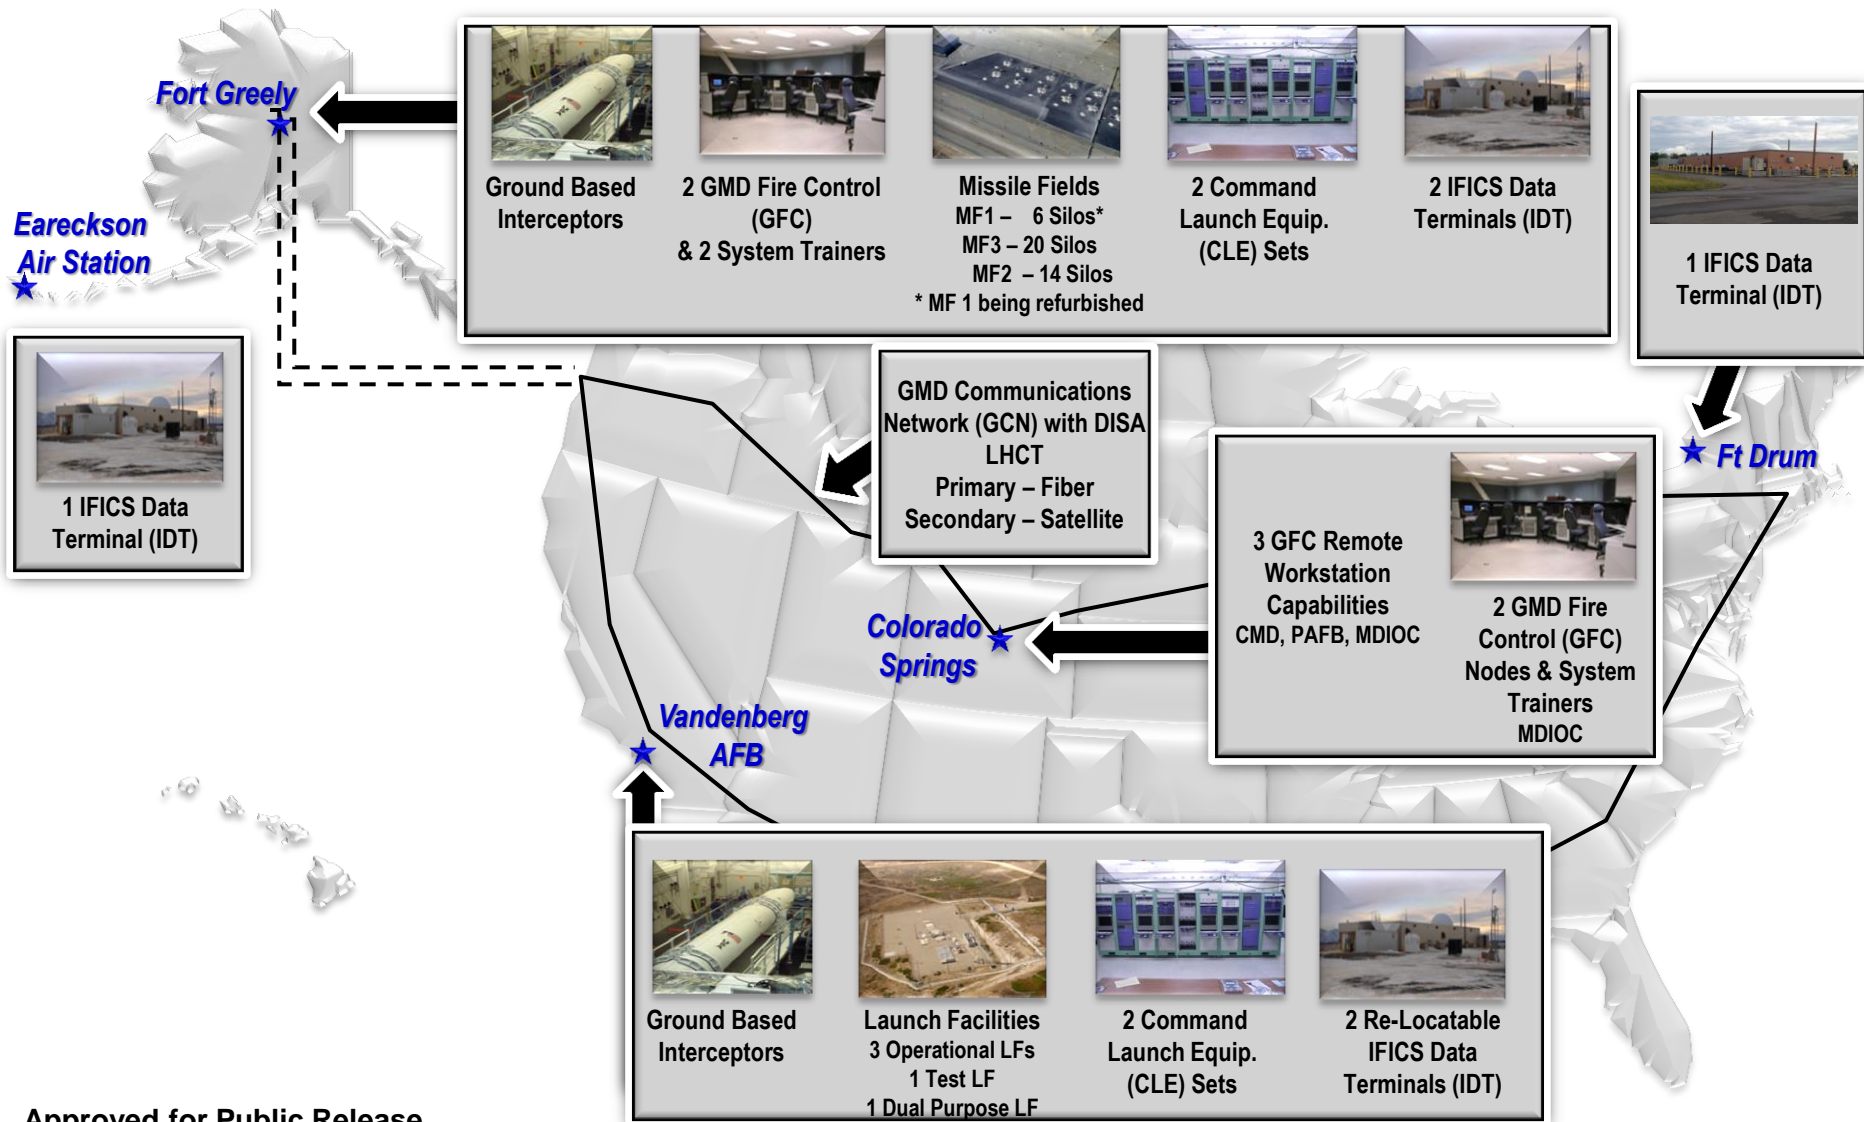 Fort Greely
Eareckson
Air Station
Ground Based
Interceptors
2 GMD Fire Control
(GFC)
& 2 System Trainers
Missile Fields
MF1 – 6 Silos*
MF3 – 20 Silos
MF2 – 14 Silos
* MF 1 being refurbished
2 Command
Launch Equip.
(CLE) Sets
2 IFICS Data
Terminals (IDT)
1 IFICS Data
Terminal (IDT)
1 IFICS Data
Terminal (IDT)
GMD Communications
Network (GCN) with DISA
LHCT
Primary – Fiber
Secondary – Satellite
Ft Drum
3 GFC Remote
Workstation
Capabilities
CMD, PAFB, MDIOC
2 GMD Fire
Control (GFC)
Nodes & System
Trainers
MDIOC
Colorado
Springs
Vandenberg
AFB
Ground Based
Interceptors
Launch Facilities
3 Operational LFs
1 Test LF
1 Dual Purpose LF
2 Command
Launch Equip.
(CLE) Sets
2 Re-Locatable
IFICS Data
Terminals (IDT)
Approved for Public Release